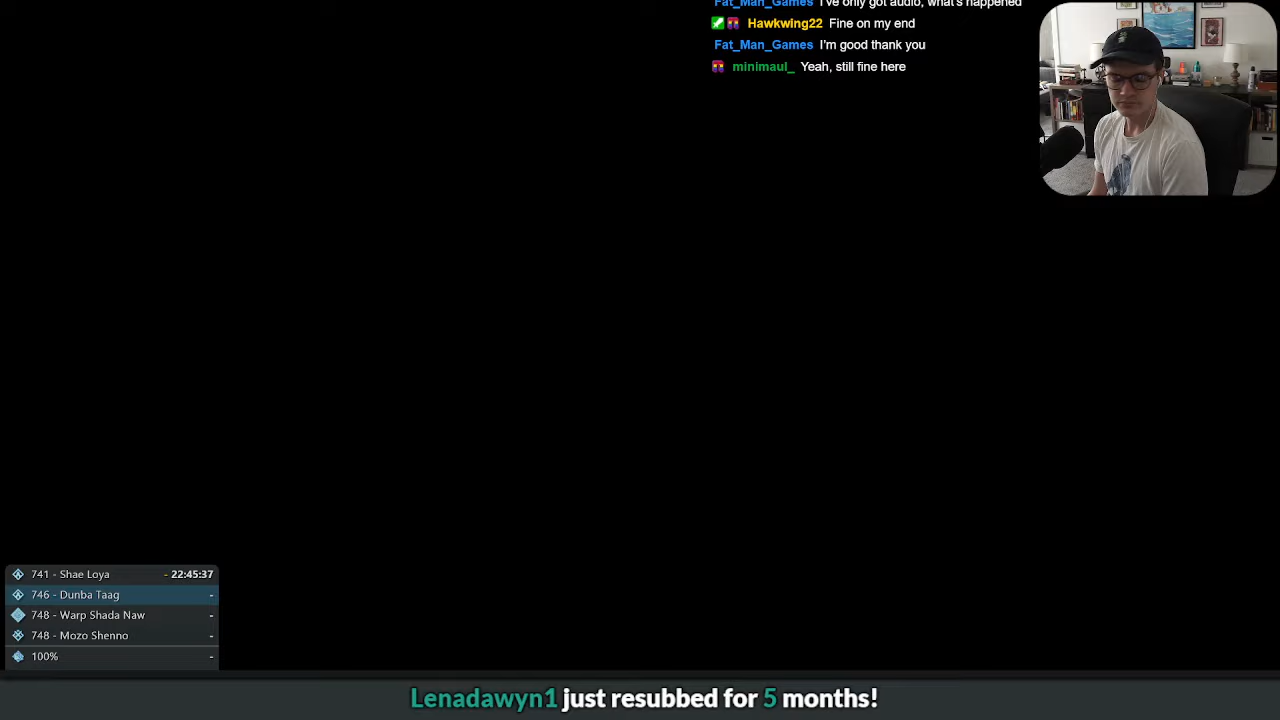 Fat_Man_Games I've only got audio, what's happened
Hawkwing22 Fine on my end
Fat_Man_Games I'm good thank you
minimaul_ Yeah, still fine here
741 - Shae Loya - 22:45:37
746 - Dunba Taag -
748 - Warp Shada Naw -
748 - Mozo Shenno -
100% -
Lenadawyn1 just resubbed for 5 months!